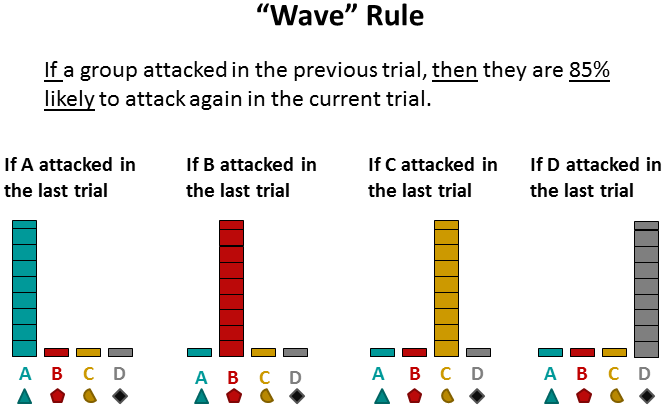 “Wave” Rule
If a group attacked in the previous trial, then they are 85%
likely to attack again in the current trial.
If A attacked in
the last trial
If B attacked in
the last trial
If C attacked in
the last trial
If D attacked in
the last trial
A B C D
A B C D
A B C D
A B C D